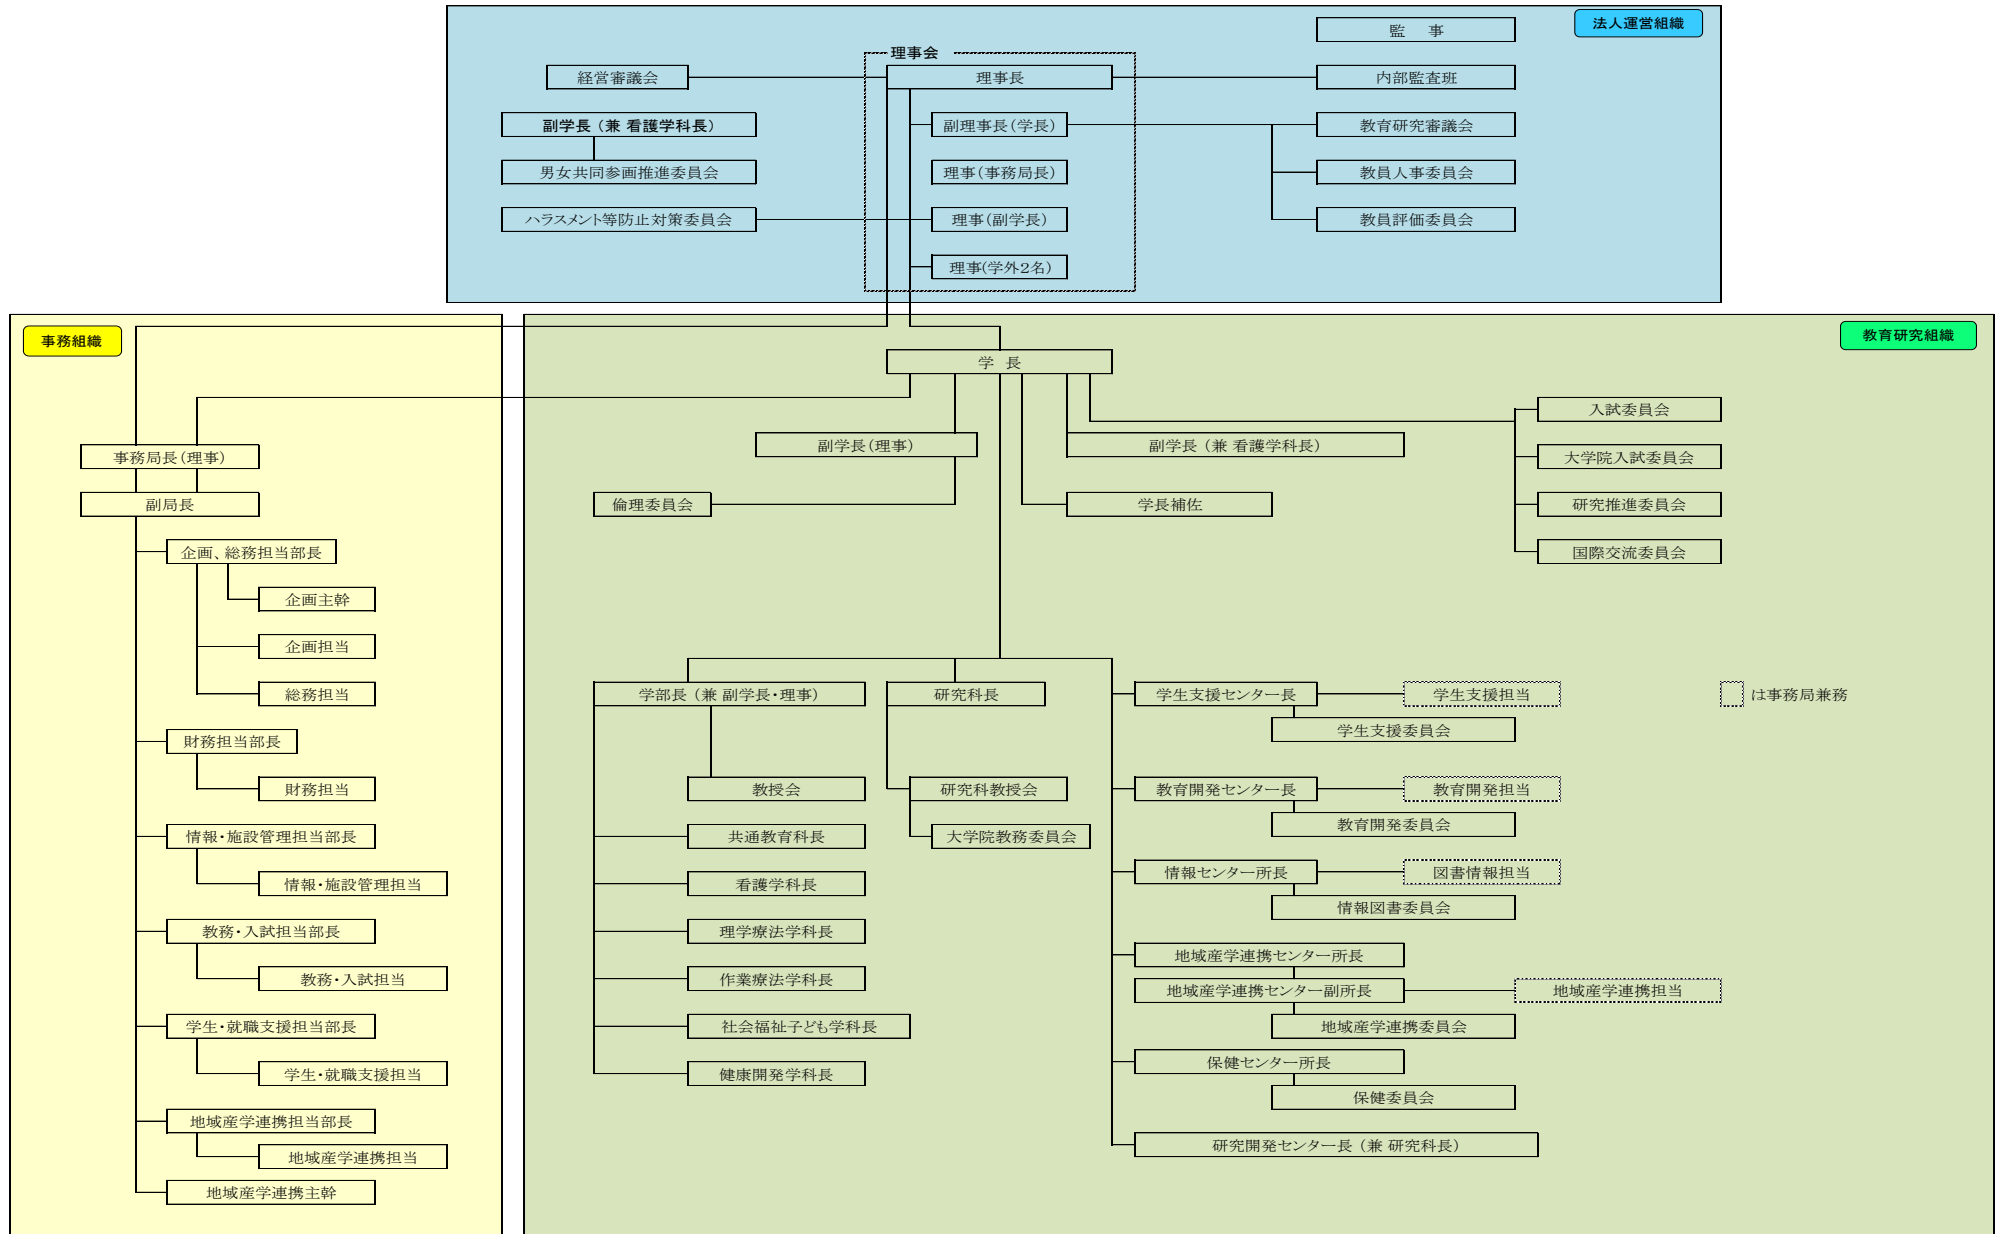 法人運営組織
監　事
理事会
経営審議会
理事長
内部監査班
副学長（兼 看護学科長）
副理事長（学長）
教育研究審議会
男女共同参画推進委員会
理事（事務局長）
教員人事委員会
ハラスメント等防止対策委員会
理事（副学長）
教員評価委員会
理事（学外2名）
事務組織
事務局長（理事）
副局長
企画、総務担当部長
企画主幹
企画担当
総務担当
財務担当部長
財務担当
情報・施設管理担当部長
情報・施設管理担当
教務・入試担当部長
教務・入試担当
学生・就職支援担当部長
学生・就職支援担当
地域産学連携担当部長
地域産学連携担当
地域産学連携主幹
教育研究組織
学 長
入試委員会
副学長（理事）
副学長（兼 看護学科長）
大学院入試委員会
倫理委員会
学長補佐
研究推進委員会
国際交流委員会
学部長（兼 副学長・理事）
教授会
共通教育科長
看護学科長
理学療法学科長
作業療法学科長
社会福祉子ども学科長
健康開発学科長
研究科長
研究科教授会
大学院教務委員会
学生支援センター長
学生支援担当
は事務局兼務
学生支援委員会
教育開発センター長
教育開発担当
教育開発委員会
情報センター所長
図書情報担当
情報図書委員会
地域産学連携センター所長
地域産学連携センター副所長
地域産学連携担当
地域産学連携委員会
保健センター所長
保健委員会
研究開発センター長（兼 研究科長）